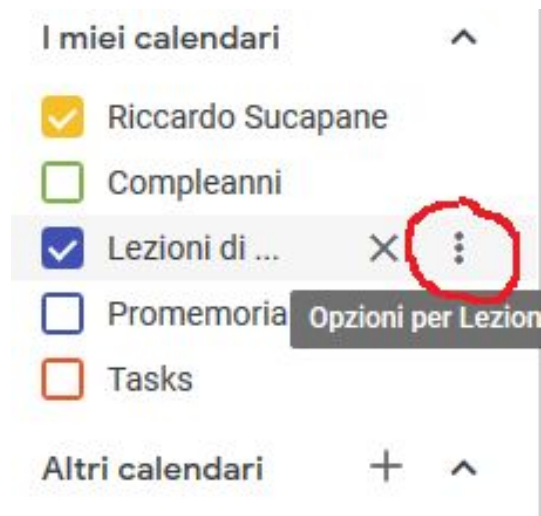 I miei calendari
Riccardo Sucapane
Compleanni
Lezioni di ...
Promemoria
Opzioni per Lezion
Tasks
Altri calendari